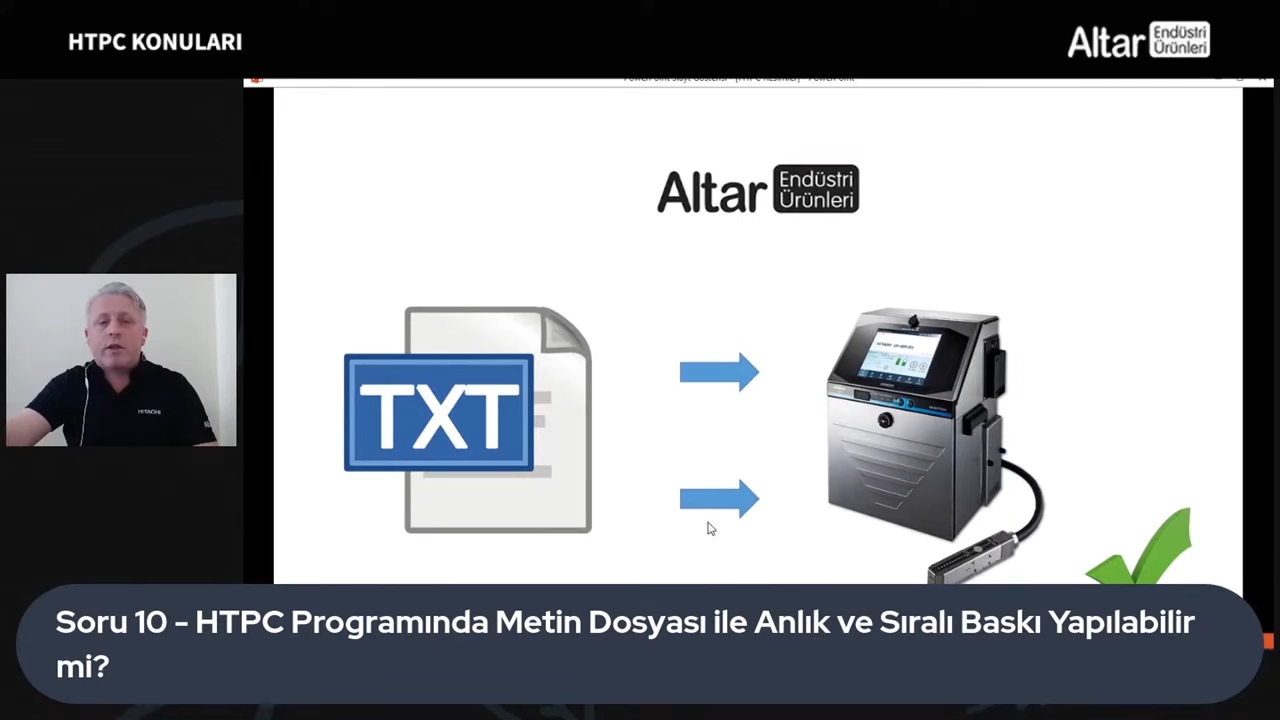 HTPC KONULARI
Altar Endüstri Ürünleri
Altar Endüstri Ürünleri
TXT
HITACHI
Soru 10 - HTPC Programında Metin Dosyası ile Anlık ve Sıralı Baskı Yapılabilir
mi?